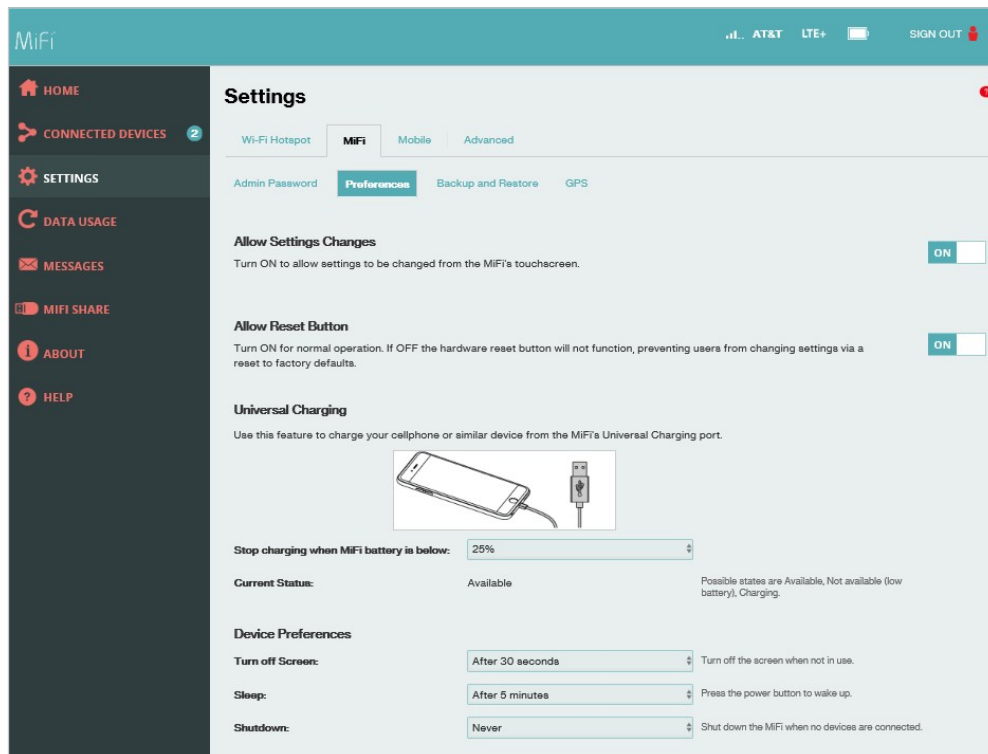 MiFi
AT&T LTE+ SIGN OUT
HOME
CONNECTED DEVICES 2
SETTINGS
DATA USAGE
MESSAGES
MIFI SHARE
ABOUT
HELP
Settings
Wi-Fi Hotspot MiFi Mobile Advanced
Admin Password Preferences Backup and Restore GPS
Allow Settings Changes
Turn ON to allow settings to be changed from the MiFi's touchscreen.
ON
Allow Reset Button
Turn ON for normal operation. If OFF the hardware reset button will not function, preventing users from changing settings via a
reset to factory defaults.
ON
Universal Charging
Use this feature to charge your cellphone or similar device from the MiFi's Universal Charging port.
Stop charging when MiFi battery is below: 25%
Current Status: Available
Possible states are Available, Not available (low
battery), Charging.
Device Preferences
Turn off Screen: After 30 seconds Turn off the screen when not in use.
Sleep: After 5 minutes Press the power button to wake up.
Shutdown: Never Shut down the MiFi when no devices are connected.